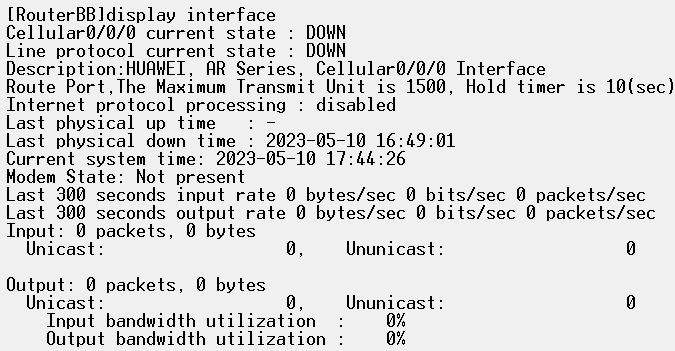 [RouterBB]display interface
Cellular0/0/0 current state : DOWN
Line protocol current state : DOWN
Description:HUAWEI, AR Series, Cellular0/0/0 Interface
Route Port,The Maximum Transmit Unit is 1500, Hold timer is 10(sec)
Internet protocol processing : disabled
Last physical up time   : -
Last physical down time : 2023-05-10 16:49:01
Current system time: 2023-05-10 17:44:26
Modem State: Not present
Last 300 seconds input rate 0 bytes/sec 0 bits/sec 0 packets/sec
Last 300 seconds output rate 0 bytes/sec 0 bits/sec 0 packets/sec
Input: 0 packets, 0 bytes
  Unicast:                  0,    Ununicast:                  0
Output: 0 packets, 0 bytes
  Unicast:                  0,    Ununicast:                  0
    Input bandwidth utilization  :    0%
    Output bandwidth utilization :    0%